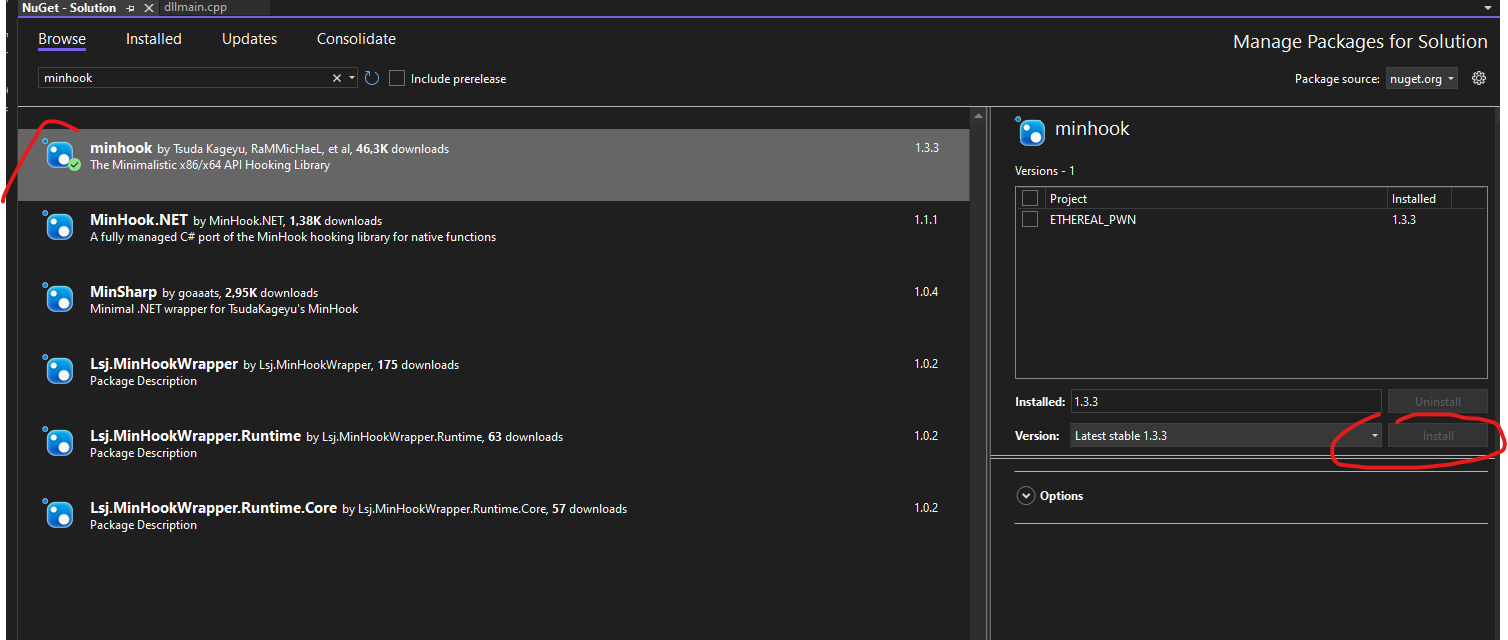 NuGet - Solution
dllmain.cpp
Browse Installed Updates Consolidate
Manage Packages for Solution
minhook
Include prerelease
Package source: nuget.org
minhook by Tsuda Kageyu, RaMMicHaeL, et al, 46,3K downloads
1.3.3
The Minimalistic x86/x64 API Hooking Library
MinHook.NET by MinHook.NET, 1,38K downloads
1.1.1
A fully managed C# port of the MinHook hooking library for native functions
MinSharp by goaaats, 2,95K downloads
1.0.4
Minimal .NET wrapper for TsudaKageyu's MinHook
Lsj.MinHookWrapper by Lsj.MinHookWrapper, 175 downloads
1.0.2
Package Description
Lsj.MinHookWrapper.Runtime by Lsj.MinHookWrapper.Runtime, 63 downloads
1.0.2
Package Description
Lsj.MinHookWrapper.Runtime.Core by Lsj.MinHookWrapper.Runtime.Core, 57 downloads
1.0.2
Package Description
minhook
Versions - 1
Project Installed
ETHEREAL_PWN 1.3.3
Installed: 1.3.3 Uninstall
Version: Latest stable 1.3.3 Install
Options